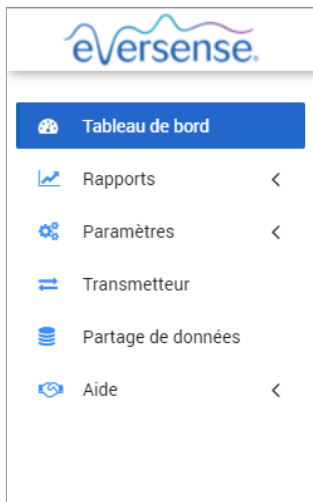 eversense.
Tableau de bord
Rapports
Paramètres
Transmetteur
Partage de données
Aide